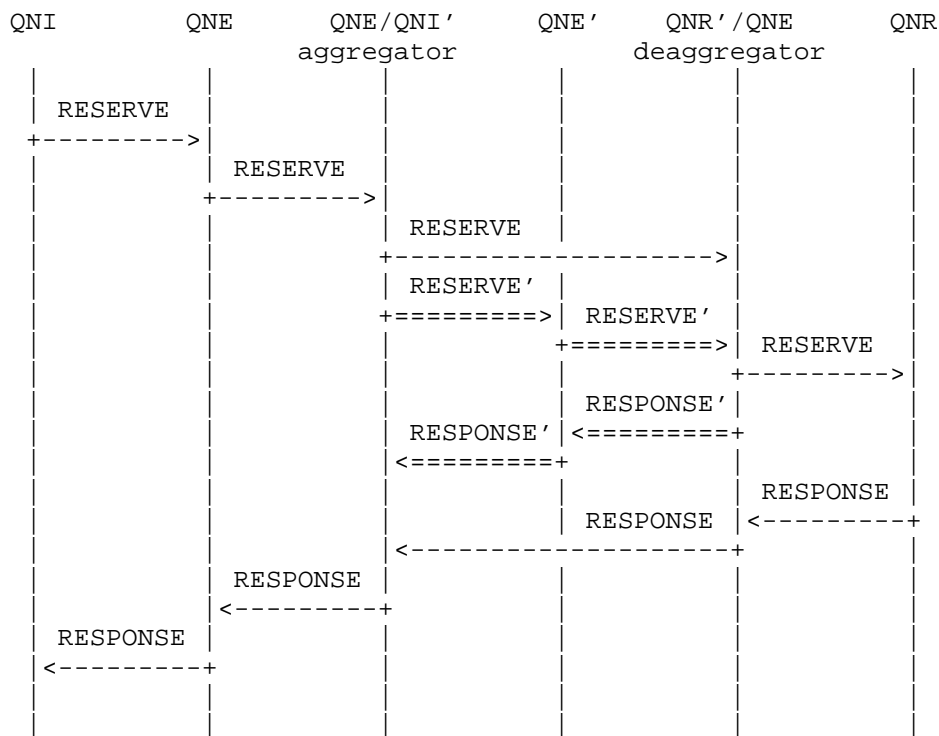 QNI QNE QNE/QNI' QNE' QNR'/QNE QNR
aggregator deaggregator
RESERVE
RESERVE
RESERVE
RESERVE'
RESERVE'
RESERVE
RESPONSE'
RESPONSE'
RESPONSE
RESPONSE
RESPONSE
RESPONSE